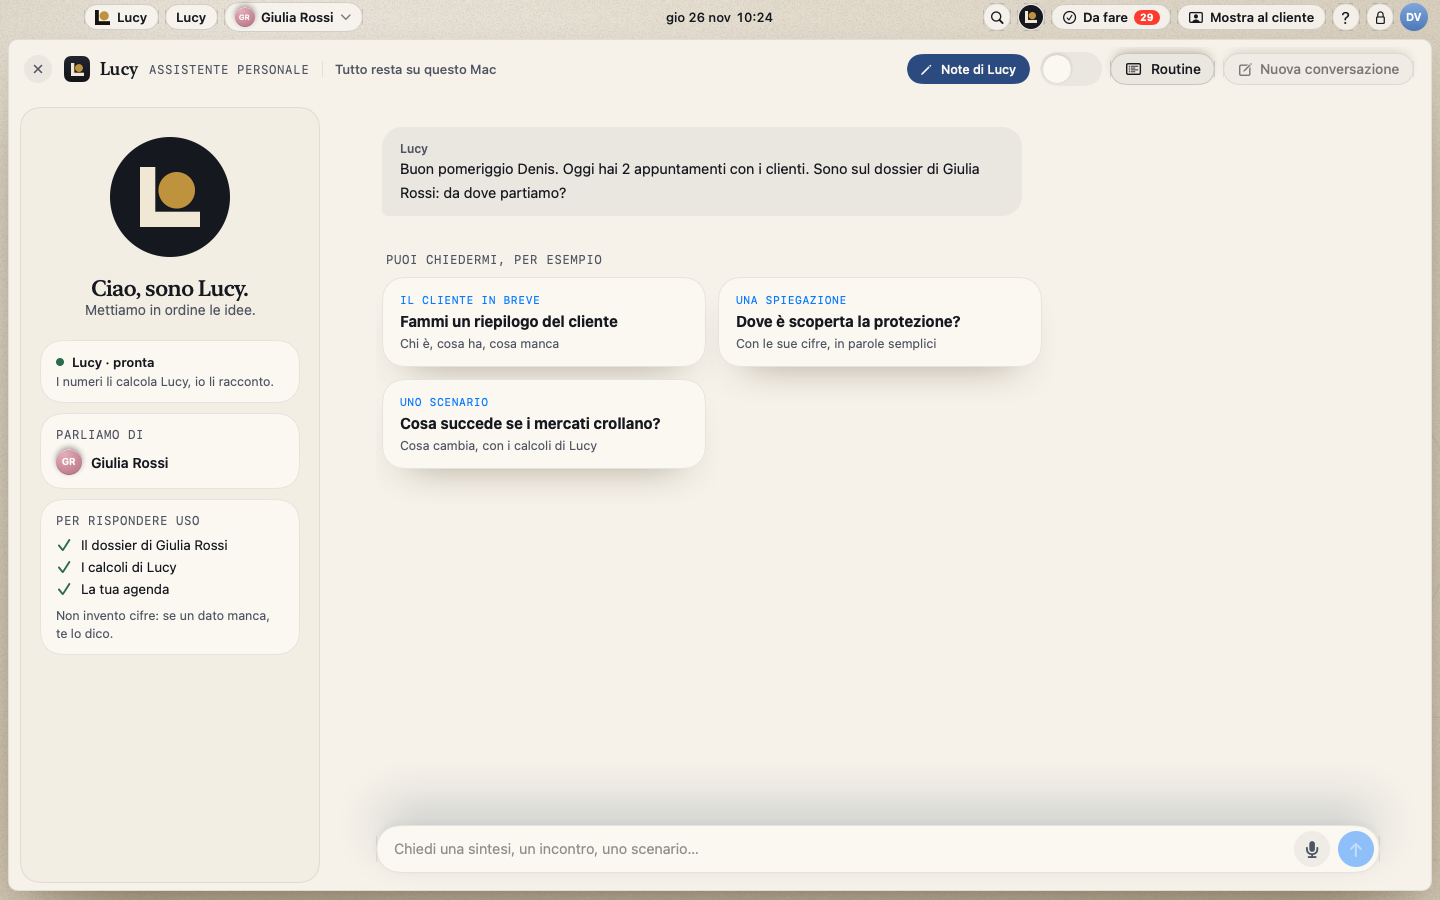 Lucy
Lucy
GR Giulia Rossi
gio 26 nov 10:24
Da fare 29
Mostra al cliente
?
DV
Lucy
ASSISTENTE PERSONALE
Tutto resta su questo Mac
Note di Lucy
Routine
Nuova conversazione
Ciao, sono Lucy.
Mettiamo in ordine le idee.
Lucy · pronta
I numeri li calcola Lucy, io li racconto.
PARLIAMO DI
GR Giulia Rossi
PER RISPONDERE USO
Il dossier di Giulia Rossi
I calcoli di Lucy
La tua agenda
Non invento cifre: se un dato manca,
te lo dico.
Lucy
Buon pomeriggio Denis. Oggi hai 2 appuntamenti con i clienti. Sono sul dossier di Giulia
Rossi: da dove partiamo?
PUOI CHIEDERMI, PER ESEMPIO
IL CLIENTE IN BREVE
Fammi un riepilogo del cliente
Chi è, cosa ha, cosa manca
UNA SPIEGAZIONE
Dove è scoperta la protezione?
Con le sue cifre, in parole semplici
UNO SCENARIO
Cosa succede se i mercati crollano?
Cosa cambia, con i calcoli di Lucy
Chiedi una sintesi, un incontro, uno scenario...